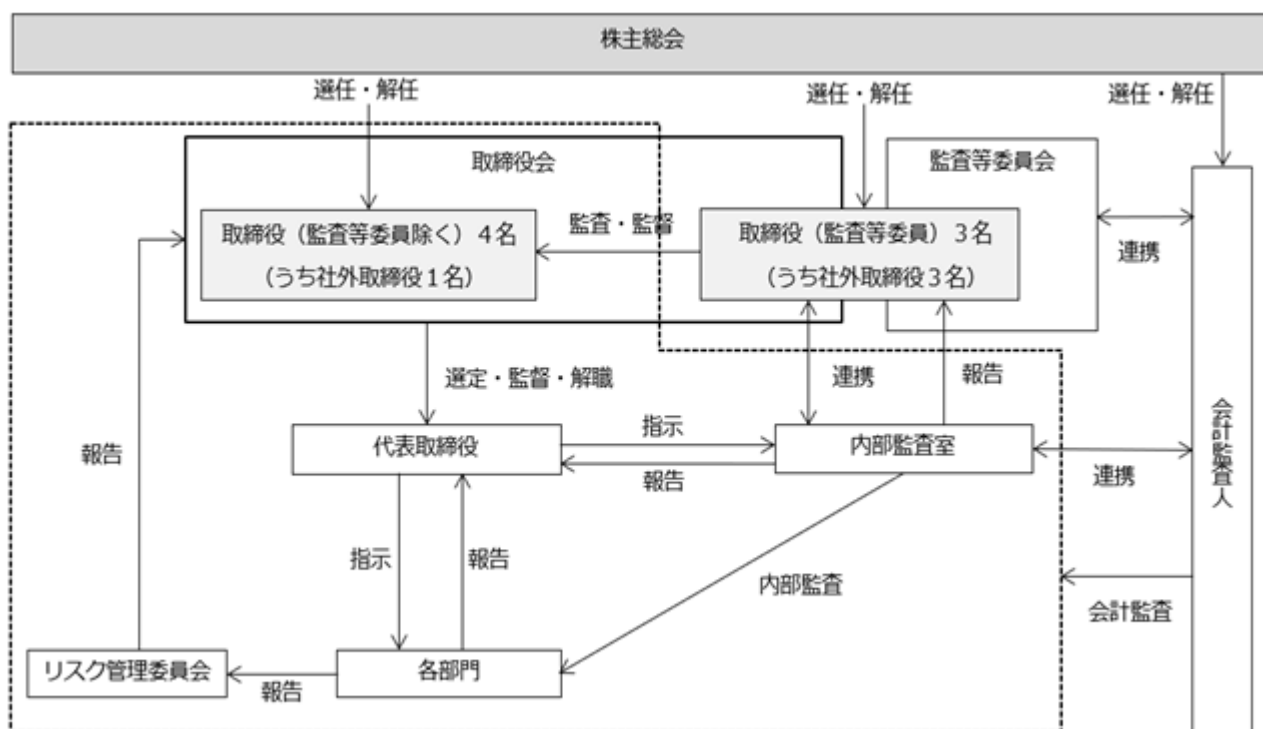 株主総会
選任・解任
選任・解任
選任・解任
取締役会
監査等委員会
取締役（監査等委員除く）４名
（うち社外取締役１名）
監査・監督
取締役（監査等委員）３名
（うち社外取締役３名）
連携
選定・監督・解職
連携
報告
代表取締役
指示
報告
内部監査室
連携
会計監査人
報告
指示
報告
内部監査
会計監査
リスク管理委員会
報告
各部門